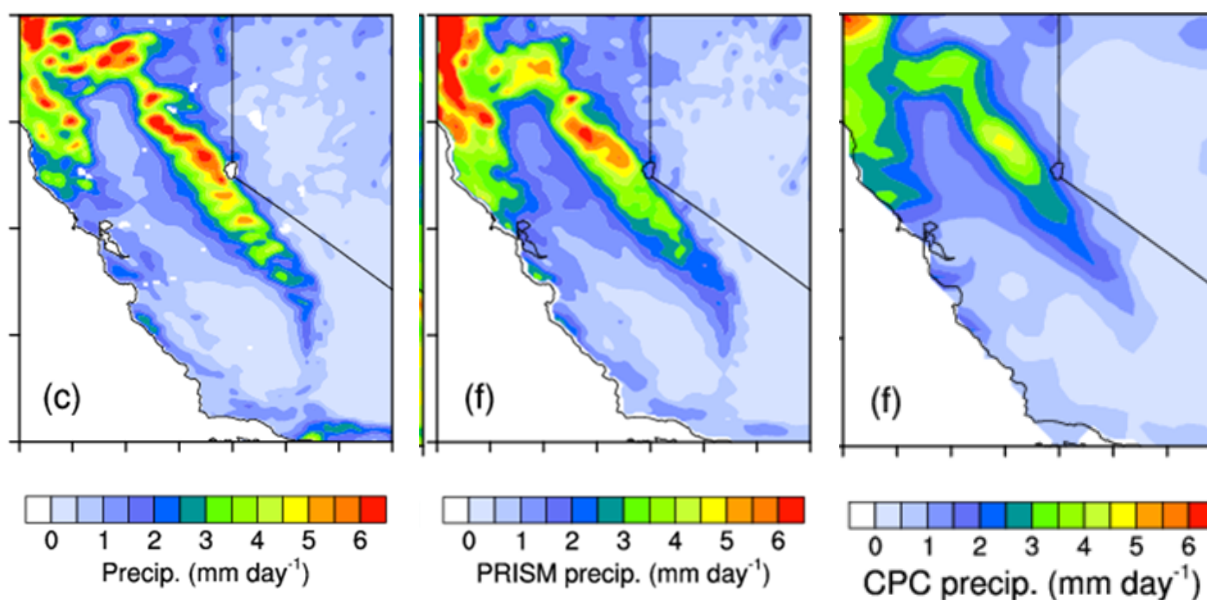 (c)
(f)
(f)
0 1 2 3 4 5 6
Precip. (mm day⁻¹)
0 1 2 3 4 5 6
PRISM precip. (mm day⁻¹)
0 1 2 3 4 5 6
CPC precip. (mm day⁻¹)